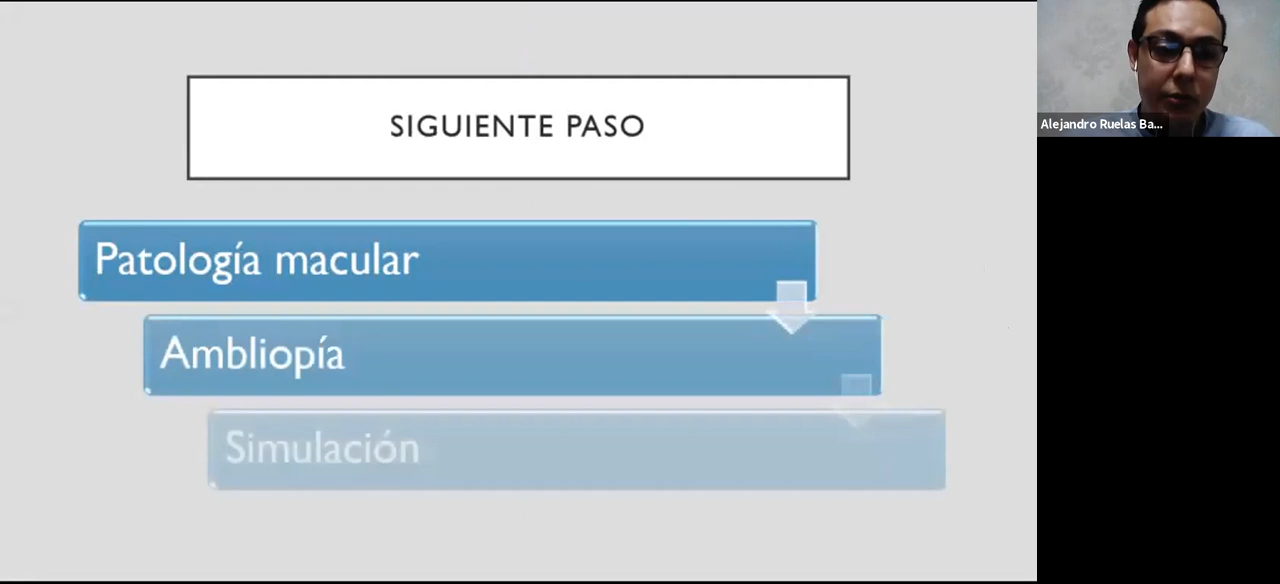 SIGUIENTE PASO
Patología macular
Ambliopía
Simulación
Alejandro Ruelas Ba...